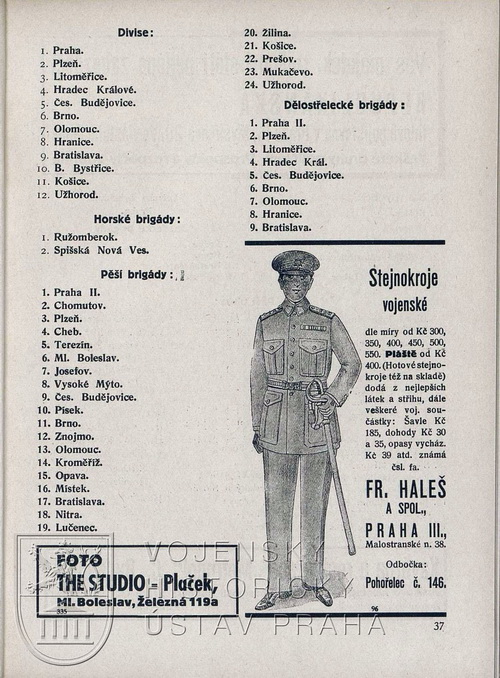 Divise:
1. Praha.
2. Plzeň.
3. Litoměřice.
4. Hradec Králové.
5. Čes. Budějovice.
6. Brno.
7. Olomouc.
8. Hranice.
9. Bratislava.
10. B. Bystřice.
11. Košice.
12. Užhorod.
Horské brigády:
1. Ružomberok.
2. Spišská Nová Ves.
Pěší brigády:
1. Praha II.
2. Chomutov.
3. Plzeň.
4. Cheb.
5. Terezín.
6. Ml. Boleslav.
7. Josefov.
8. Vysoké Mýto.
9. Čes. Budějovice.
10. Písek.
11. Brno.
12. Znojmo.
13. Olomouc.
14. Kroměříž.
15. Opava.
16. Místek.
17. Bratislava.
18. Nitra.
19. Lučenec.
FOTO
THE STUDIO - Plaček,
Ml. Boleslav, Železná 119a
335
20. Žilina.
21. Košice.
22. Prešov.
23. Mukačevo.
24. Užhorod.
Dělostřelecké brigády:
1. Praha II.
2. Plzeň.
3. Litoměřice.
4. Hradec Král.
5. Čes. Budějovice.
6. Brno.
7. Olomouc.
8. Hranice.
9. Bratislava.
Stejnokroje
vojenské
dle míry od Kč 300,
350, 400, 450, 500,
550. Pláště od Kč
400. (Hotové stejno-
kroje též na skladě)
dodá z nejlepších
látek a střihu, dále
veškeré voj. sou-
částky: Šavle Kč
185, dohody Kč 30
a 35, opasy vycház.
Kč 39 atd. známá
čsl. fa.
FR. HALEŠ
A SPOL.,
PRAHA III.,
Malostranské n. 38.
Odbočka:
Pohořelec č. 146.
96
37
VOJENSKÝ
HISTORICKÝ
ÚSTAV PRAHA